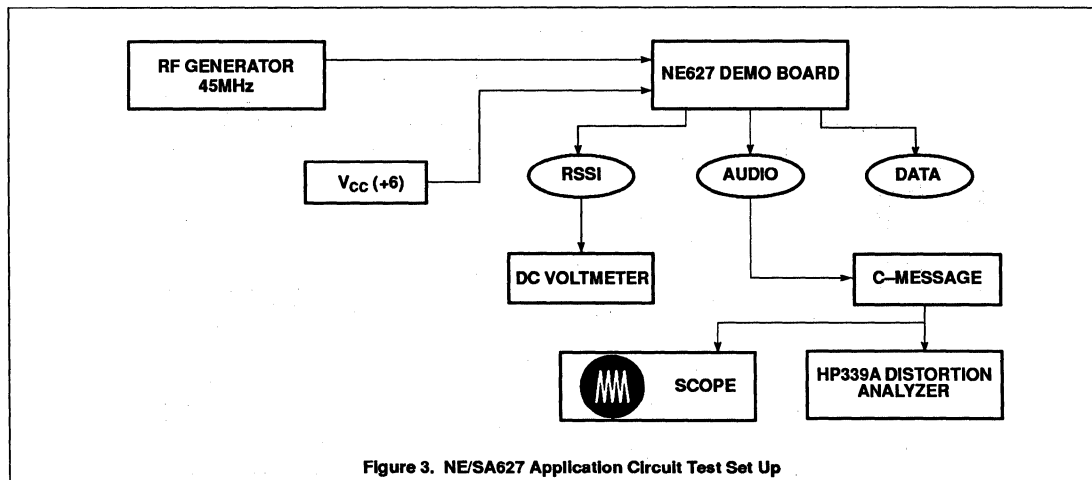 RF GENERATOR
45MHz
NE627 DEMO BOARD
VCC (+6)
RSSI
AUDIO
DATA
DC VOLTMETER
C–MESSAGE
SCOPE
HP339A DISTORTION
ANALYZER
Figure 3. NE/SA627 Application Circuit Test Set Up